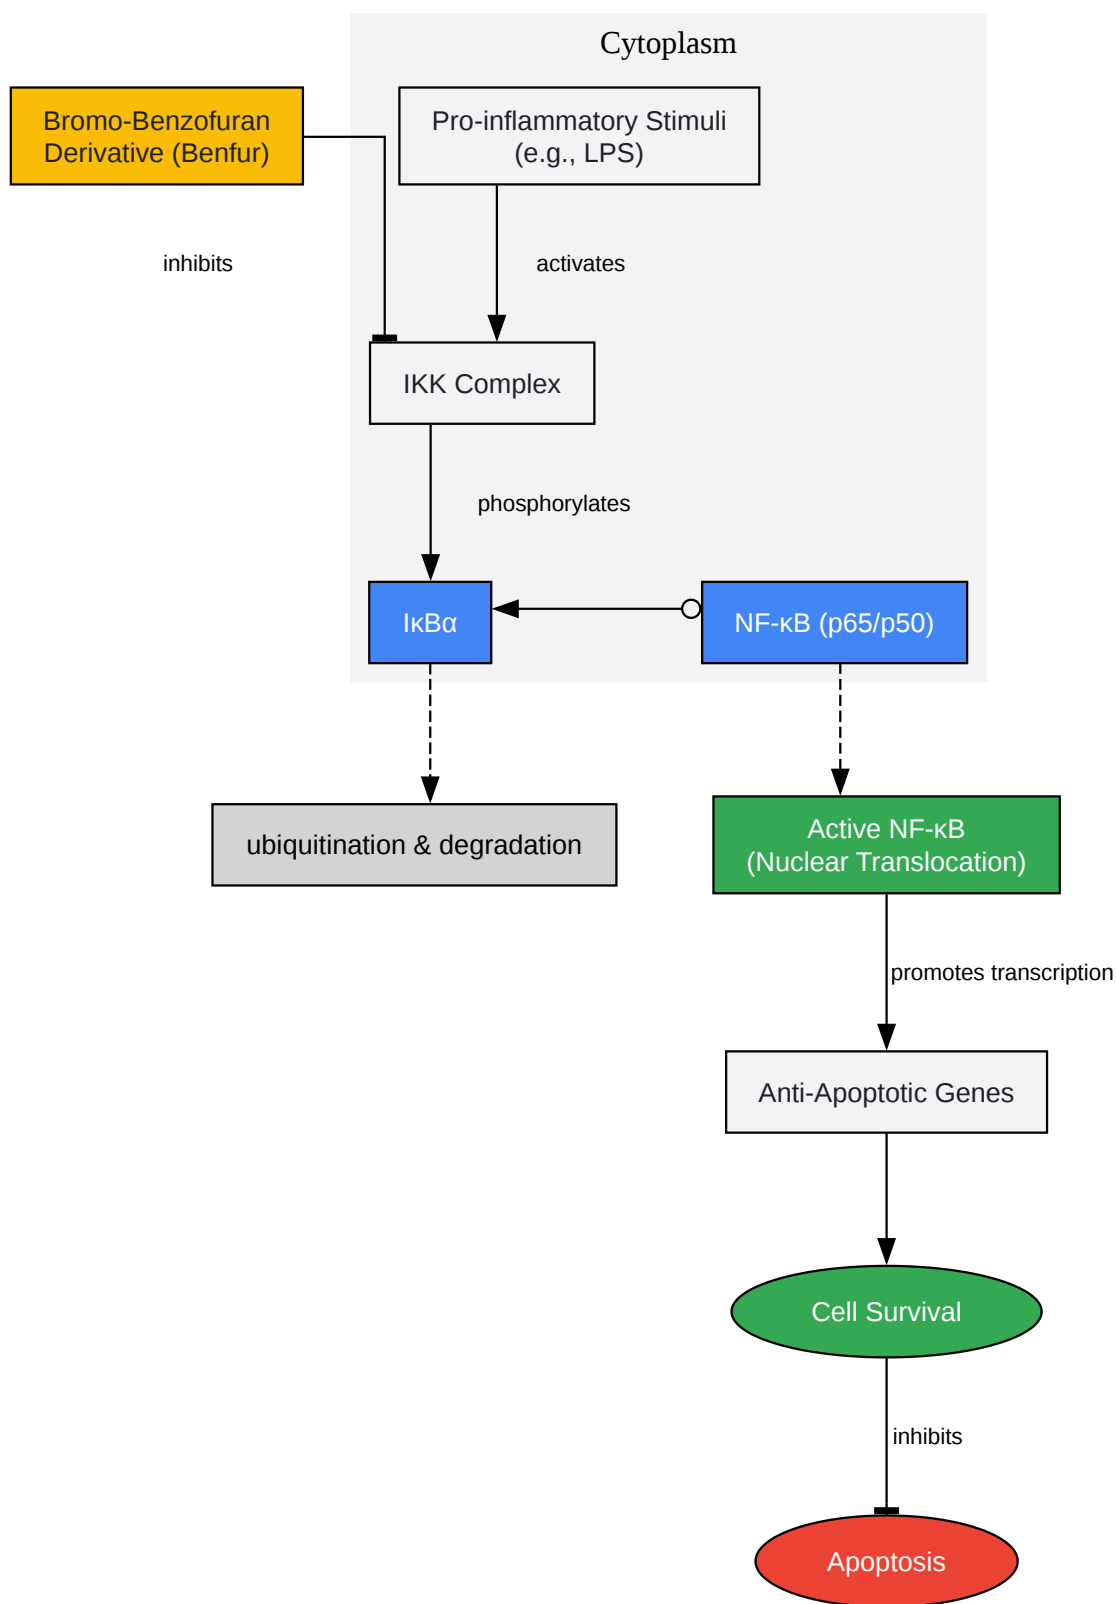 Cytoplasm
Bromo-Benzofuran
Derivative (Benfur)
Pro-inflammatory Stimuli
(e.g., LPS)
inhibits
activates
IKK Complex
phosphorylates
IκBα
NF-κB (p65/p50)
ubiquitination & degradation
Active NF-κB
(Nuclear Translocation)
promotes transcription
Anti-Apoptotic Genes
Cell Survival
inhibits
Apoptosis